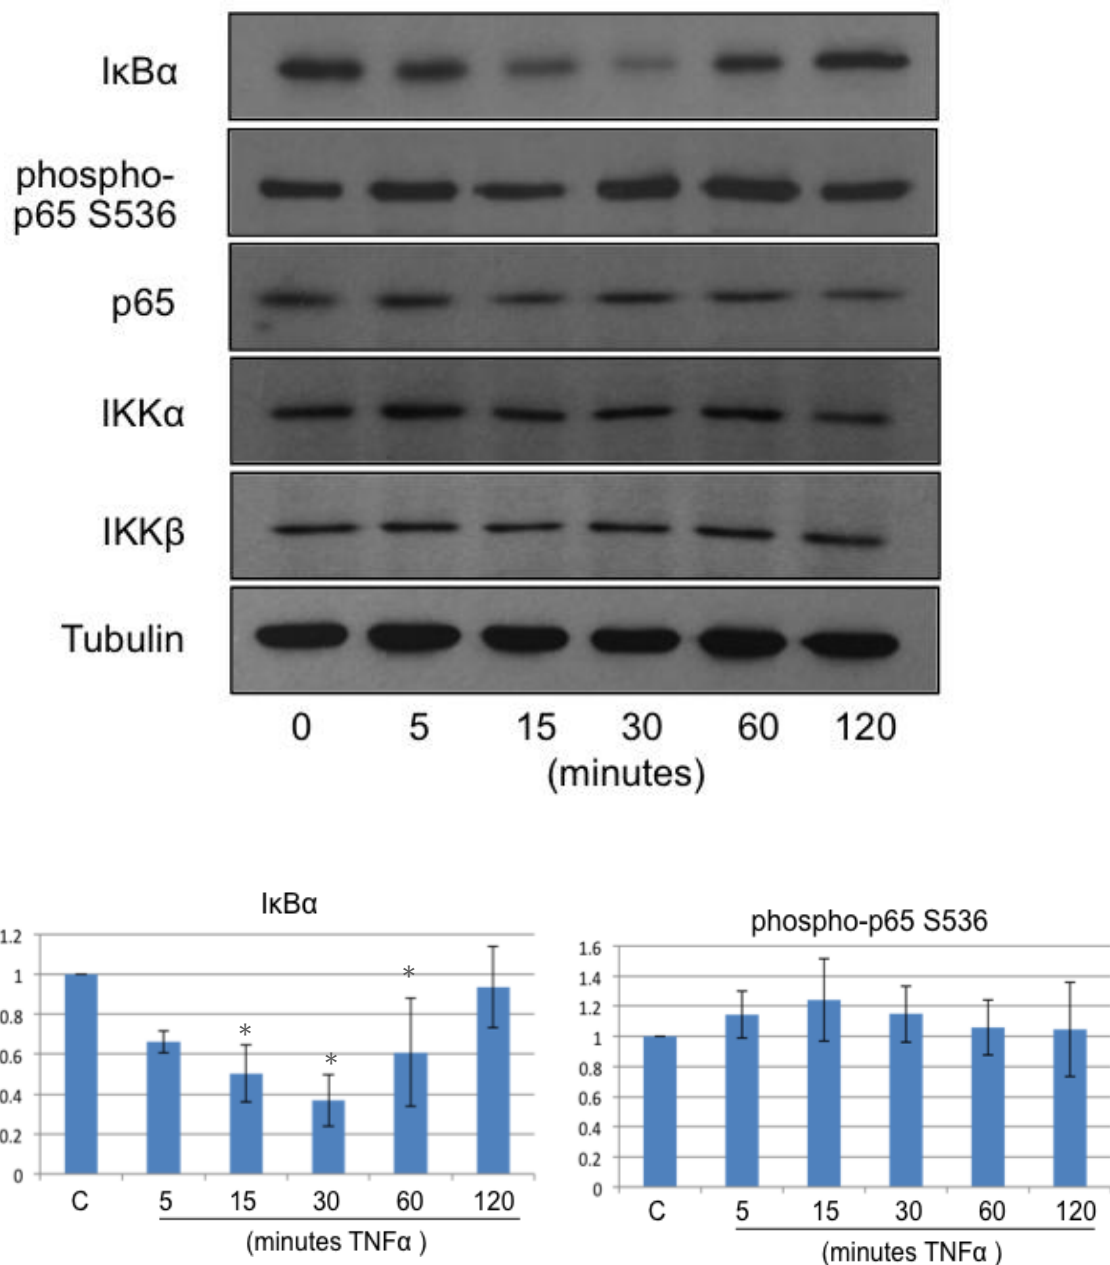 IκBα
phospho-
p65 S536
p65
IKKα
IKKβ
Tubulin
0 5 15 30 60 120
(minutes)
IκBα
1.2
1
0.8
0.6
0.4
0.2
0
* * *
C 5 15 30 60 120
(minutes TNFα )
phospho-p65 S536
1.6
1.4
1.2
1
0.8
0.6
0.4
0.2
0
C 5 15 30 60 120
(minutes TNFα )